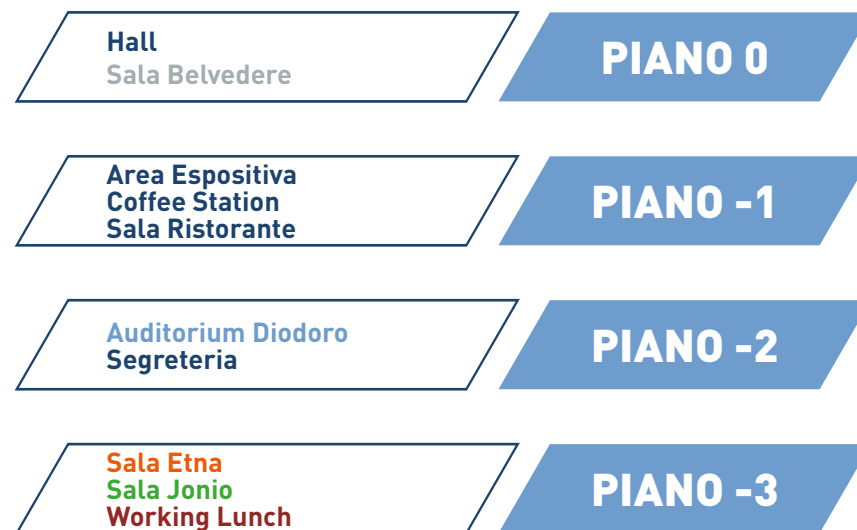 Hall
Sala Belvedere
PIANO 0
Area Espositiva
Coffee Station
Sala Ristorante
PIANO -1
Auditorium Diodoro
Segreteria
PIANO -2
Sala Etna
Sala Jonio
Working Lunch
PIANO -3